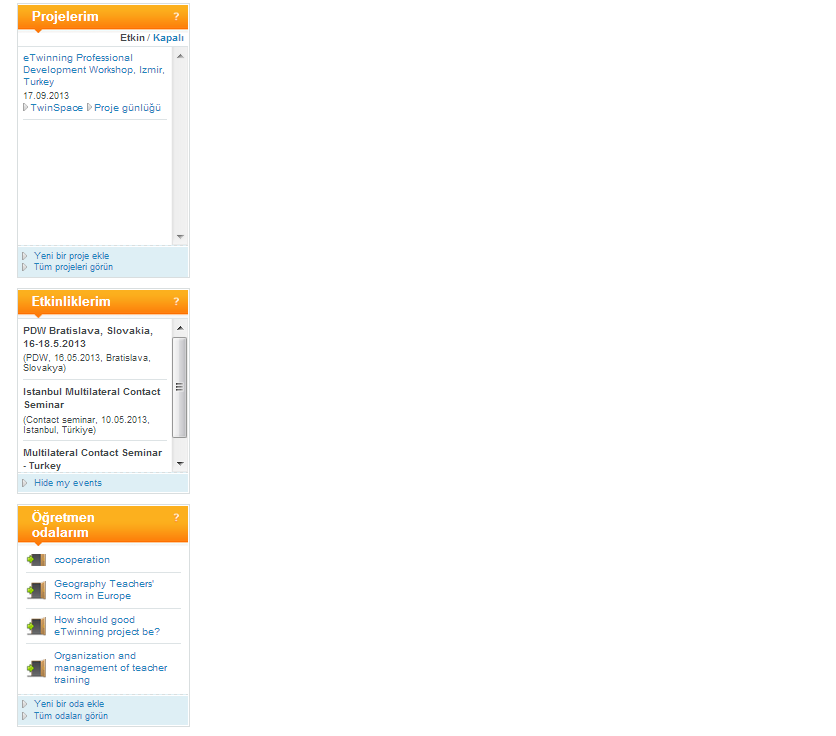 Projelerim ?
Etkin / Kapalı
eTwinning Professional
Development Workshop, Izmir,
Turkey
17.09.2013
TwinSpace Proje günlüğü
Yeni bir proje ekle
Tüm projeleri görün
Etkinliklerim ?
PDW Bratislava, Slovakia,
16-18.5.2013
(PDW, 16.05.2013, Bratislava,
Slovakya)
Istanbul Multilateral Contact
Seminar
(Contact seminar, 10.05.2013,
Istanbul, Türkiye)
Multilateral Contact Seminar
- Turkey
Hide my events
Öğretmen ?
odalarım
cooperation
Geography Teachers'
Room in Europe
How should good
eTwinning project be?
Organization and
management of teacher
training
Yeni bir oda ekle
Tüm odaları görün